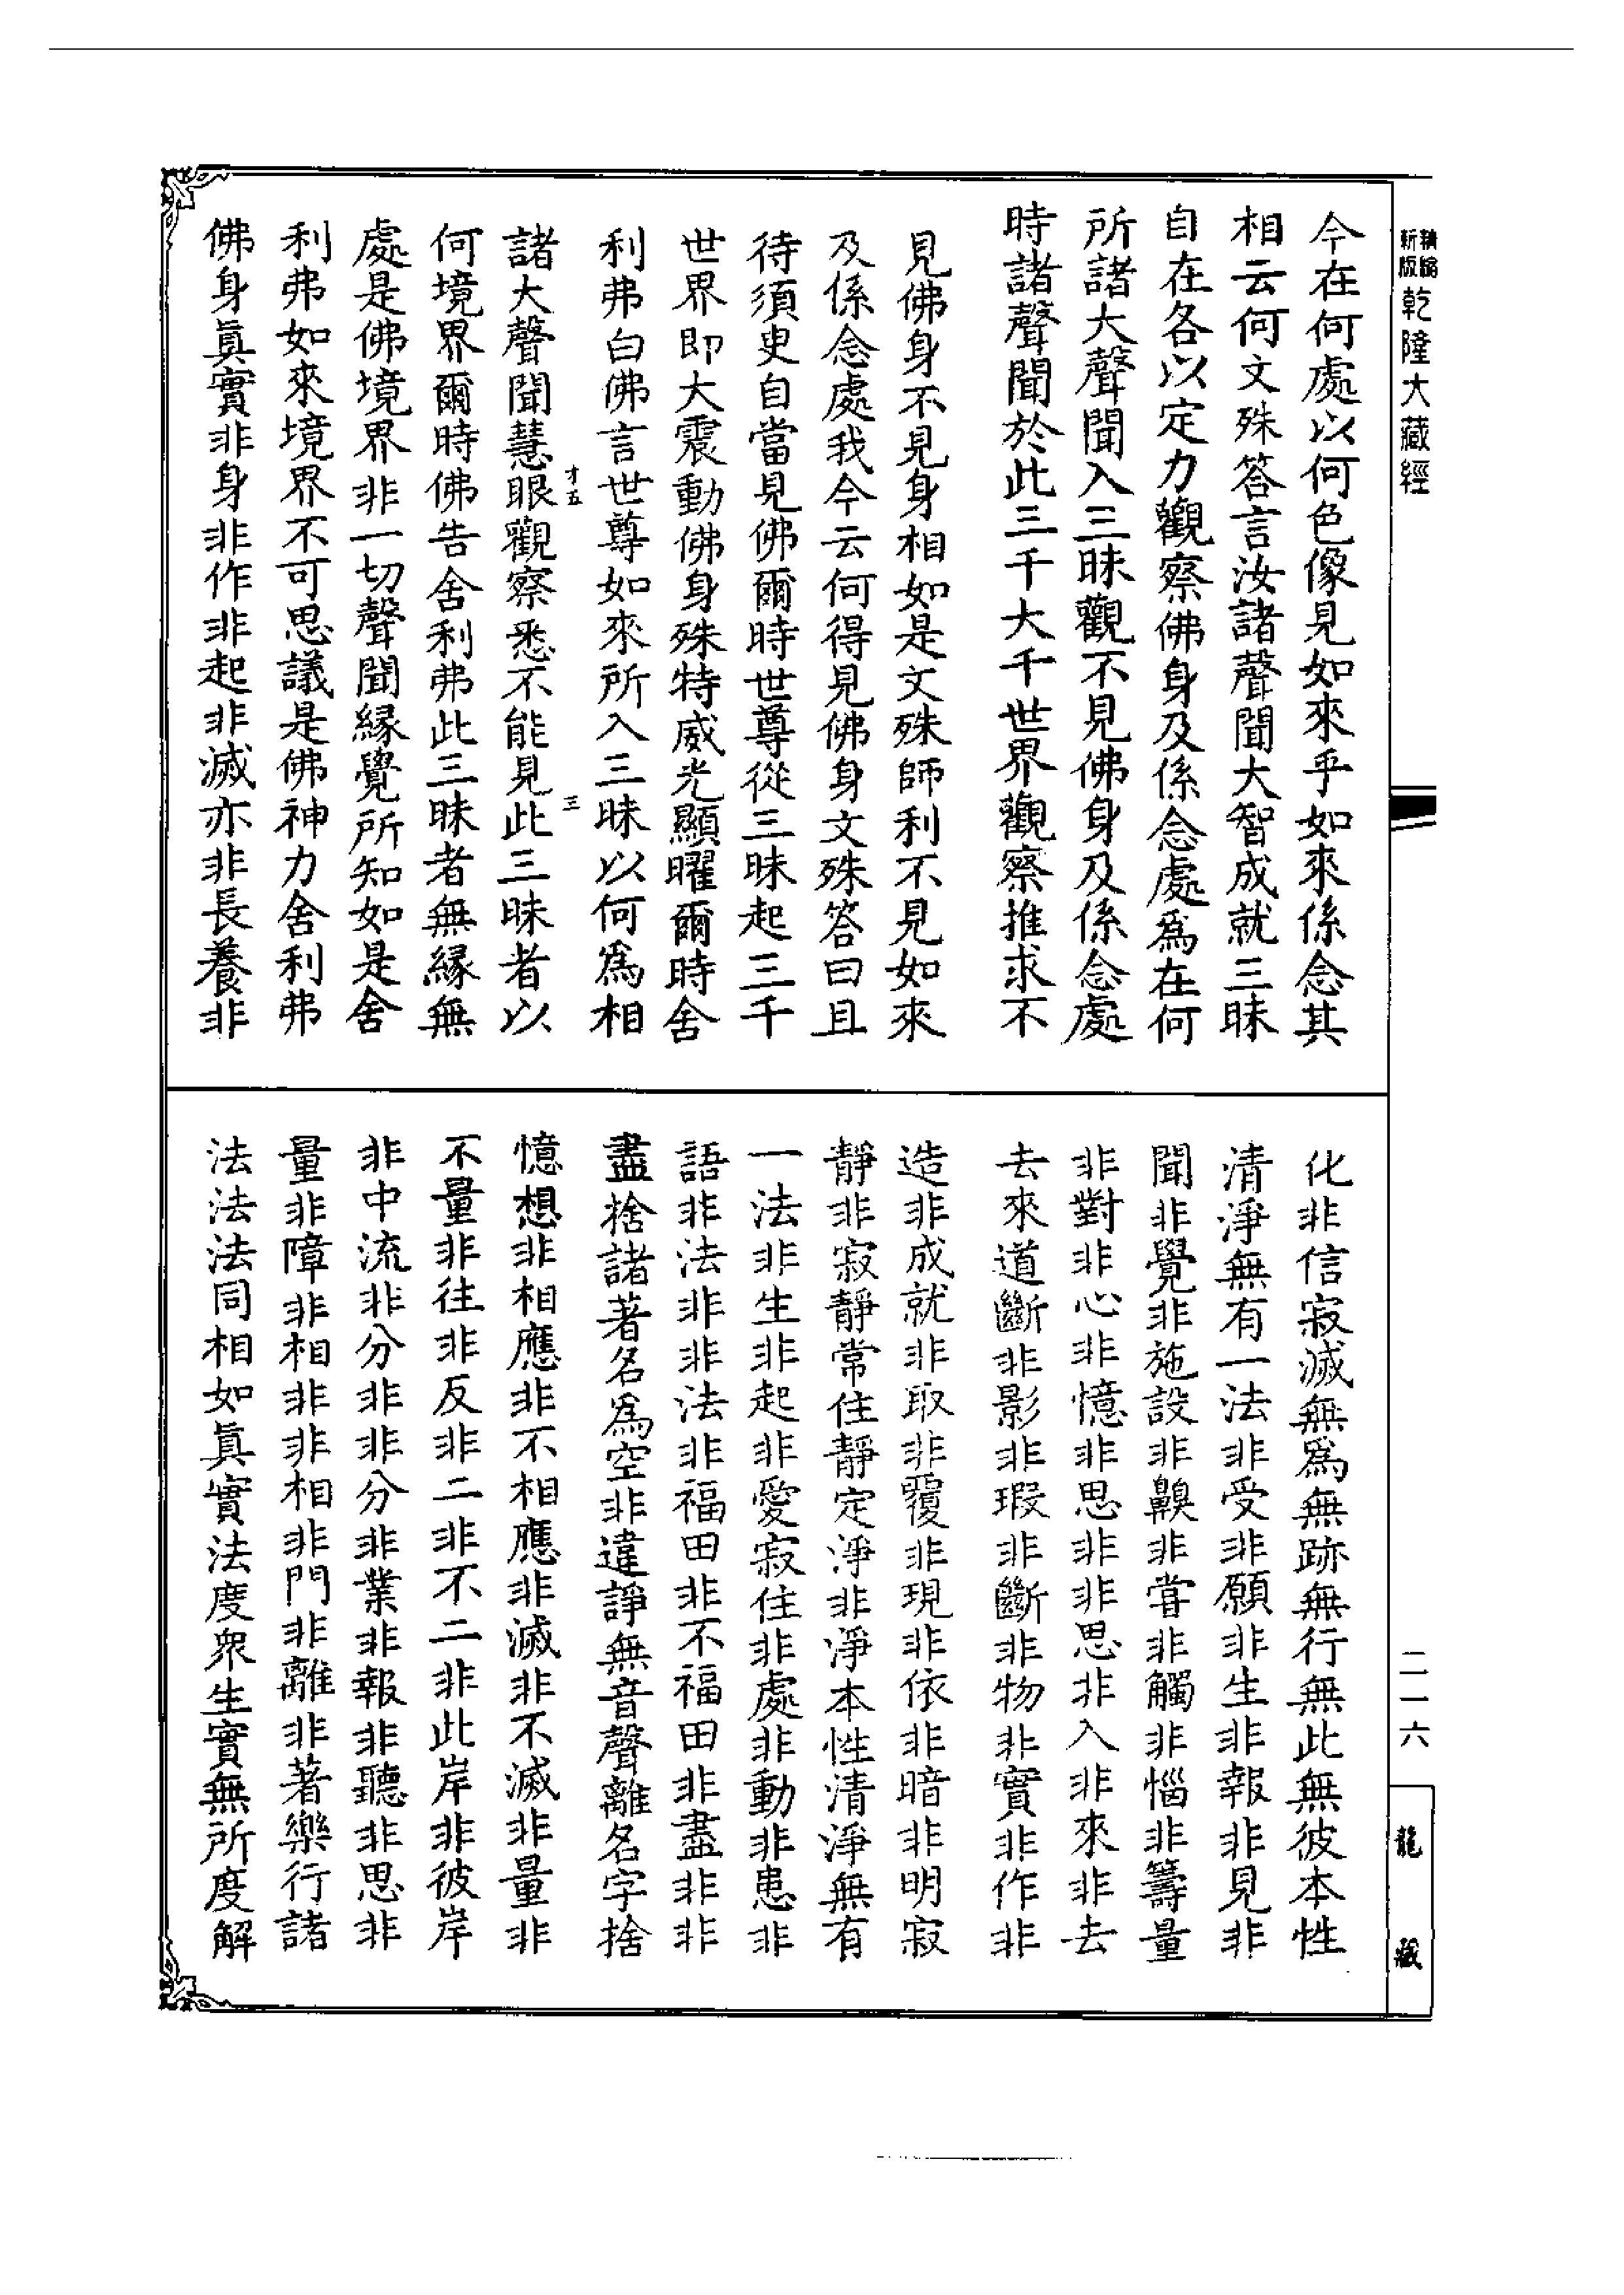 精縮新版乾隆大藏經
今在何處以何色像見如來乎如來係念其
相云何文殊答言汝諸聲聞大智成就三昧
自在各以定力觀察佛身及係念處為在何
所諸大聲聞入三昧觀不見佛身及係念處
時諸聲聞於此三千大千世界觀察推求不
見佛身不見身相如是文殊師利不見如來
及係念處我今云何得見佛身文殊答曰且
待須臾自當見佛爾時世尊從三昧起三千
世界即大震動佛身殊特威光顯曜爾時舍
利弗白佛言世尊如來所入三昧以何為相
諸大聲聞慧眼觀察悉不能見此三昧者以
才五
三
何境界爾時佛告舍利弗此三昧者無緣無
處是佛境界非一切聲聞緣覺所知如是舍
利弗如來境界不可思議是佛神力舍利弗
佛身眞實非身非作非起非滅亦非長養非
化非信寂滅無為無跡無行無此無彼本性
清淨無有一法非受非願非生非報非見非
聞非覺非施設非齅非甞非觸非惱非籌量
非對非心非憶非思非非思非入非來非去
去來道斷非影非瑕非斷非物非實非作非
造非成就非取非覆非現非依非暗非明寂
靜非寂靜常住靜定淨非淨本性清淨無有
一法非生非起非愛寂住非處非動非患非
語非法非非法非福田非不福田非盡非非
盡捨諸著名為空非違諍無音聲離名字捨
憶想非相應非不相應非滅非不滅非量非
不量非往非反非二非不二非此岸非彼岸
非中流非分非非分非業非報非聽非思非
量非障非相非非相非門非離非著樂行諸
法法法同相如眞實法度衆生實無所度解
二一六
龍藏